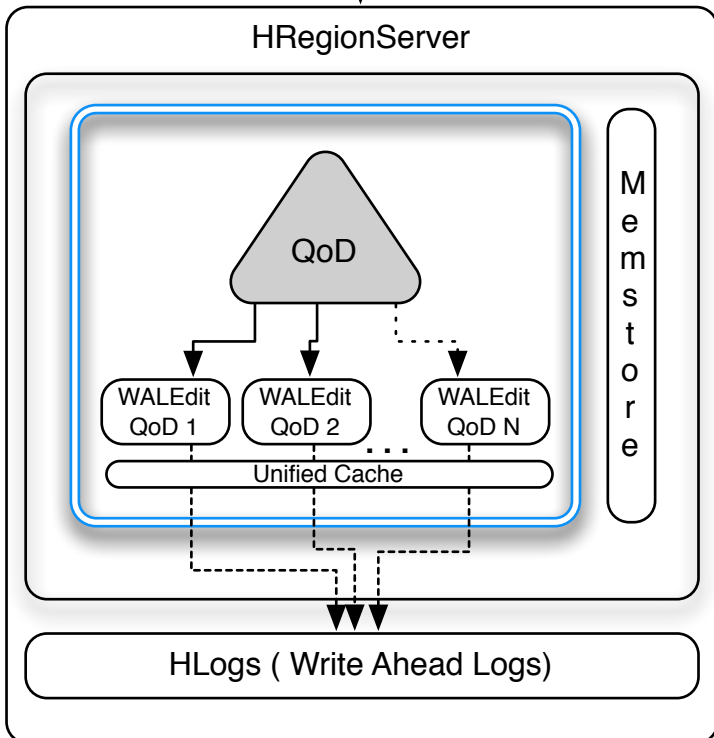 HRegionServer
QoD
M
e
m
s
t
o
r
e
WALEdit
QoD 1
WALEdit
QoD 2
. . .
WALEdit
QoD N
Unified Cache
HLogs ( Write Ahead Logs)